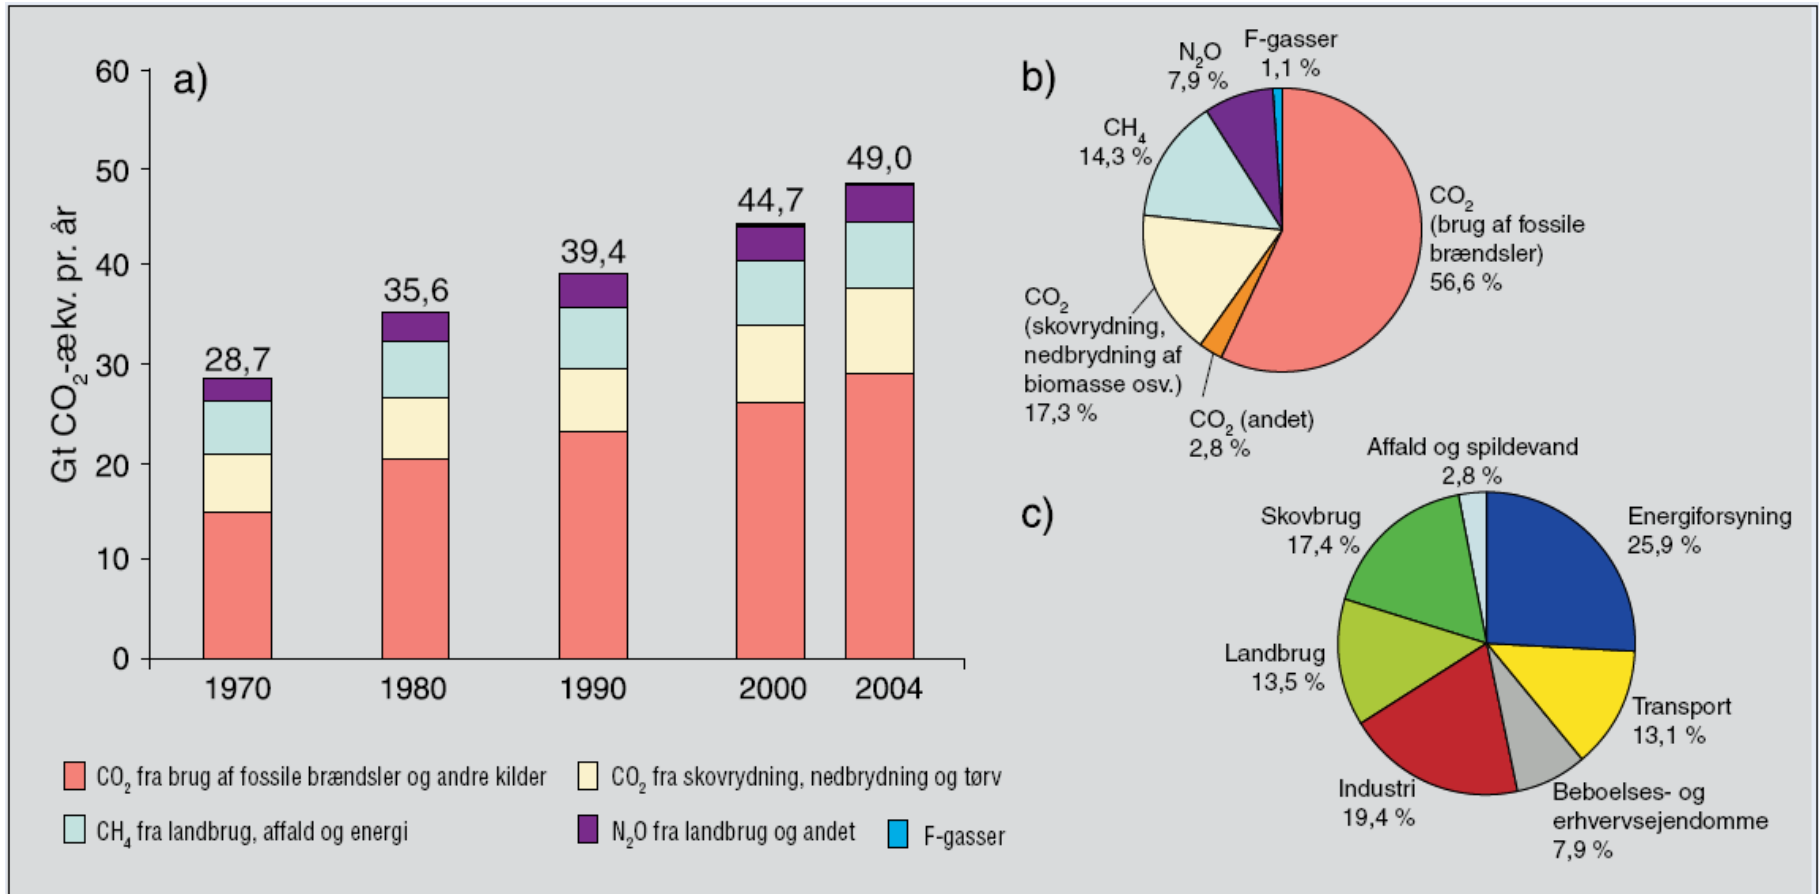 a)
60
50
40
30
20
10
0
Gt CO₂-ækv. pr. år
28,7
35,6
39,4
44,7
49,0
1970
1980
1990
2000
2004
CO₂ fra brug af fossile brændsler og andre kilder
CO₂ fra skovrydning, nedbrydning og tørv
CH₄ fra landbrug, affald og energi
N₂O fra landbrug og andet
F-gasser
b)
F-gasser
1,1 %
N₂O
7,9 %
CH₄
14,3 %
CO₂
(brug af fossile
brændsler)
56,6 %
CO₂
(skovrydning,
nedbrydning af
biomasse osv.)
17,3 %
CO₂ (andet)
2,8 %
c)
Affald og spildevand
2,8 %
Skovbrug
17,4 %
Energiforsyning
25,9 %
Landbrug
13,5 %
Transport
13,1 %
Industri
19,4 %
Beboelses- og
erhvervsejendomme
7,9 %